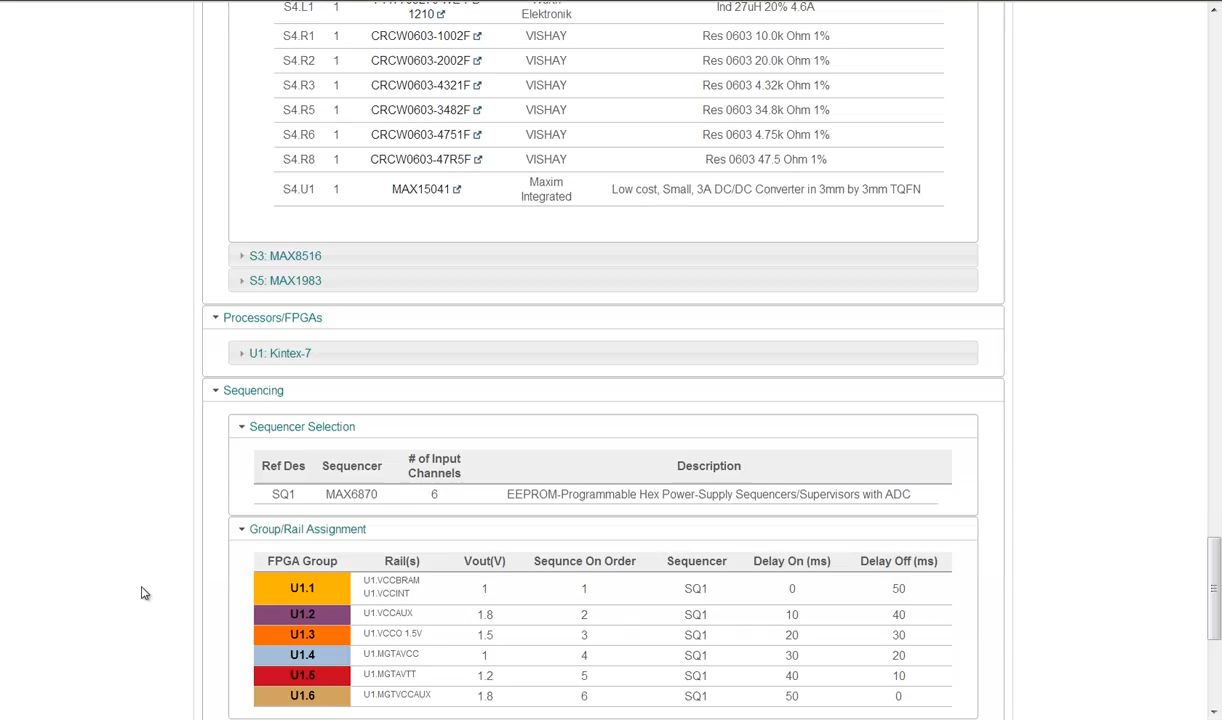 S4.L1 1 Ind 27uH 20% 4.6A
1210 Elektronik
S4.R1 1 CRCW0603-1002F VISHAY Res 0603 10.0k Ohm 1%
S4.R2 1 CRCW0603-2002F VISHAY Res 0603 20.0k Ohm 1%
S4.R3 1 CRCW0603-4321F VISHAY Res 0603 4.32k Ohm 1%
S4.R5 1 CRCW0603-3482F VISHAY Res 0603 34.8k Ohm 1%
S4.R6 1 CRCW0603-4751F VISHAY Res 0603 4.75k Ohm 1%
S4.R8 1 CRCW0603-47R5F VISHAY Res 0603 47.5 Ohm 1%
S4.U1 1 MAX15041 Maxim Integrated Low cost, Small, 3A DC/DC Converter in 3mm by 3mm TQFN
S3: MAX8516
S5: MAX1983
Processors/FPGAs
U1: Kintex-7
Sequencing
Sequencer Selection
Ref Des Sequencer # of Input Channels Description
SQ1 MAX6870 6 EEPROM-Programmable Hex Power-Supply Sequencers/Supervisors with ADC
Group/Rail Assignment
FPGA Group Rail(s) Vout(V) Sequnce On Order Sequencer Delay On (ms) Delay Off (ms)
U1.1 U1.VCCBRAM U1.VCCINT 1 1 SQ1 0 50
U1.2 U1.VCCAUX 1.8 2 SQ1 10 40
U1.3 U1.VCCO 1.5V 1.5 3 SQ1 20 30
U1.4 U1.MGTAVCC 1 4 SQ1 30 20
U1.5 U1.MGTAVTT 1.2 5 SQ1 40 10
U1.6 U1.MGTVCCAUX 1.8 6 SQ1 50 0